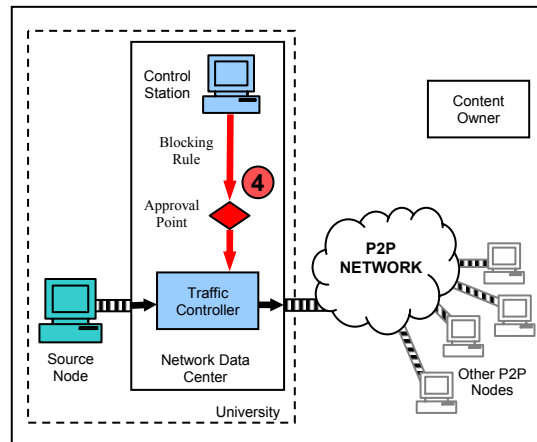 Control
Station
Content
Owner
Blocking
Rule
4
Approval
Point
P2P
NETWORK
Traffic
Controller
Source
Node
Network Data
Center
Other P2P
Nodes
University